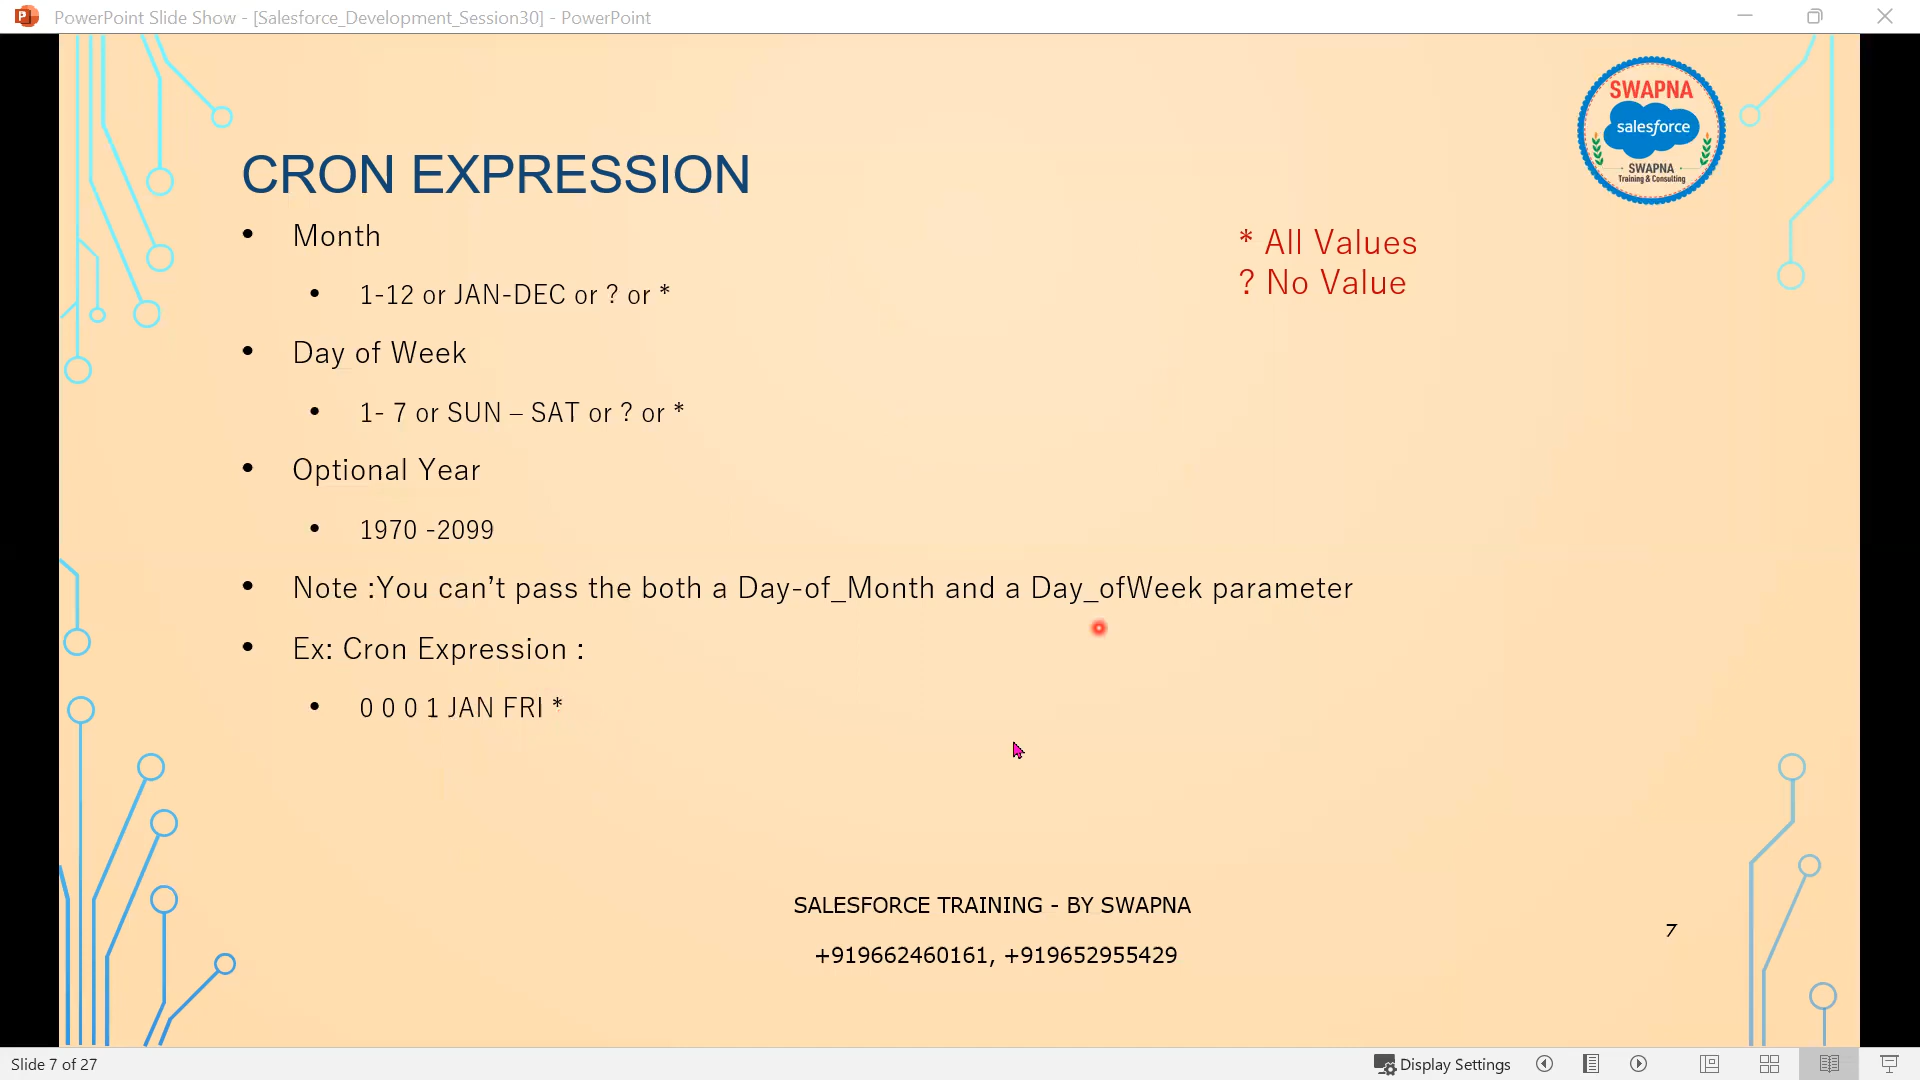 PowerPoint Slide Show - [Salesforce_Development_Session30] - PowerPoint
SWAPNA
salesforce
SWAPNA
Training & Consulting
CRON EXPRESSION
• Month
• 1-12 or JAN-DEC or ? or *
• Day of Week
• 1- 7 or SUN – SAT or ? or *
• Optional Year
• 1970 -2099
• Note :You can’t pass the both a Day-of_Month and a Day_ofWeek parameter
• Ex: Cron Expression :
• 0 0 0 1 JAN FRI *
* All Values
? No Value
SALESFORCE TRAINING - BY SWAPNA
+919662460161, +919652955429
7
Slide 7 of 27
Display Settings